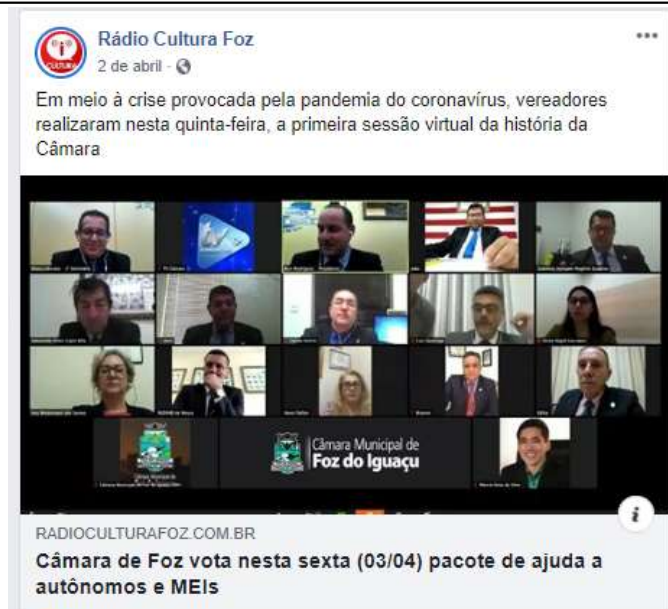 Rádio Cultura Foz
2 de abril
Em meio à crise provocada pela pandemia do coronavírus, vereadores
realizaram nesta quinta-feira, a primeira sessão virtual da história da
Câmara
CULTURA
Câmara Municipal de
Foz do Iguaçu
RADIOCULTURAFOZ.COM.BR
Câmara de Foz vota nesta sexta (03/04) pacote de ajuda a
autônomos e MEIs